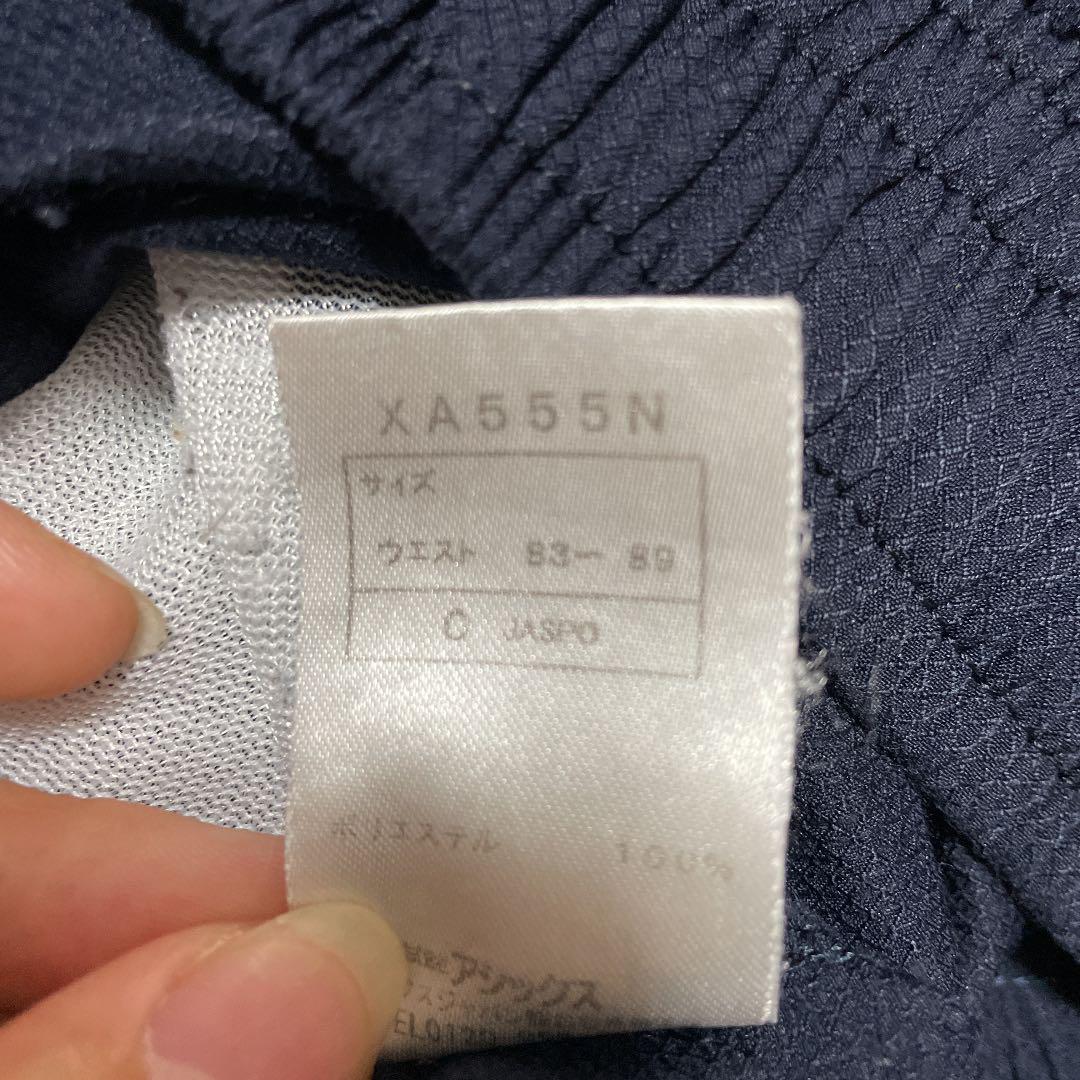 XA555N
サイズ
ウエスト 83ー 89
C JASPO
ポリエステル 100%
アシックス